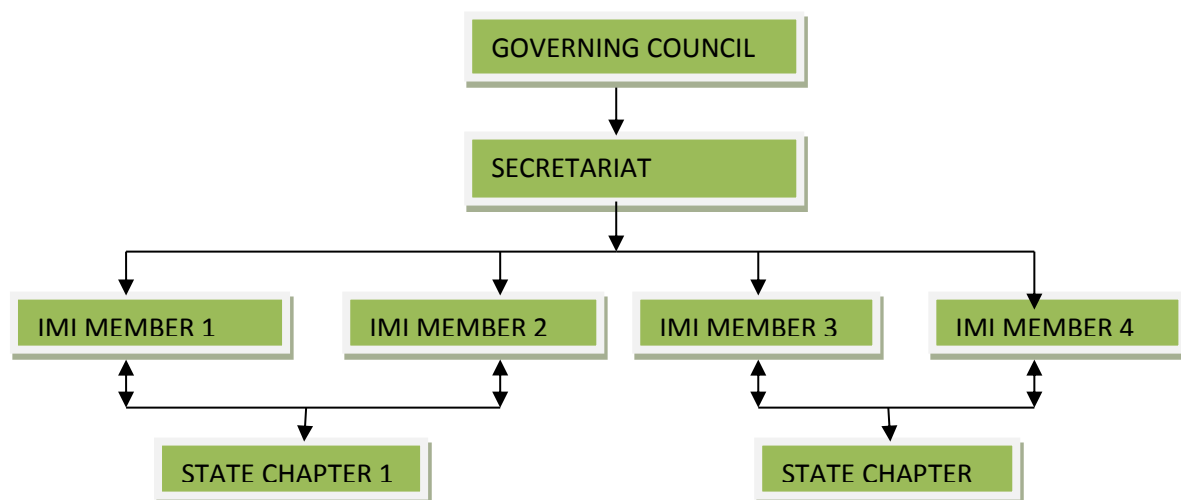 GOVERNING COUNCIL
SECRETARIAT
IMI MEMBER 1
IMI MEMBER 2
IMI MEMBER 3
IMI MEMBER 4
STATE CHAPTER 1
STATE CHAPTER